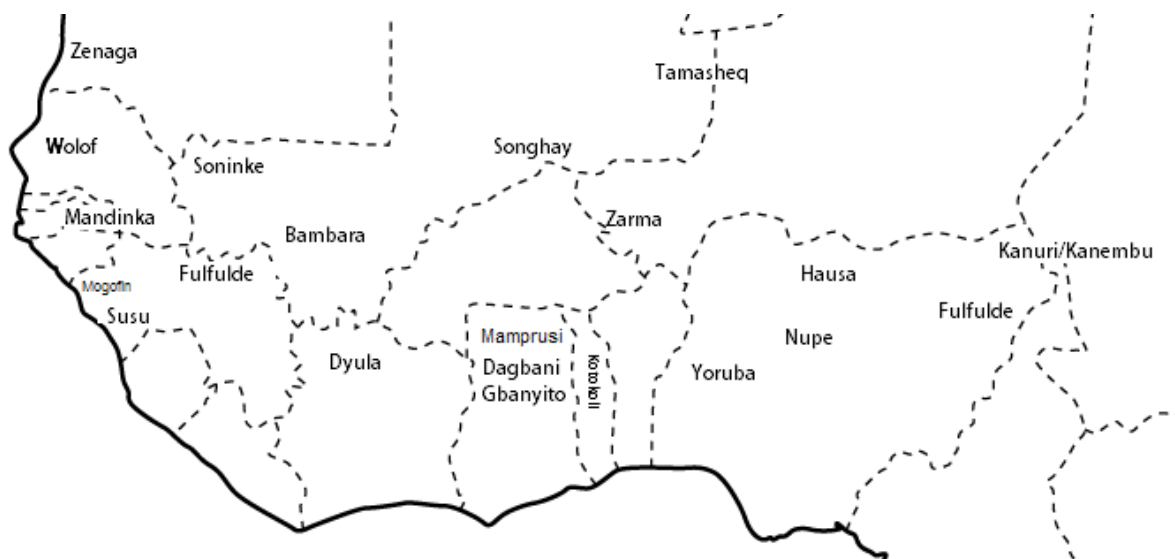 Zenaga
Tamasheq
Wolof
Songhay
Soninke
Mandinka
Zarma
Bambara
Kanuri/Kanembu
Fulfulde
Hausa
Mogofin
Fulfulde
Susu
Mamprusi
Nupe
Dyula
Dagbani
Kotokoli
Yoruba
Gbanyito